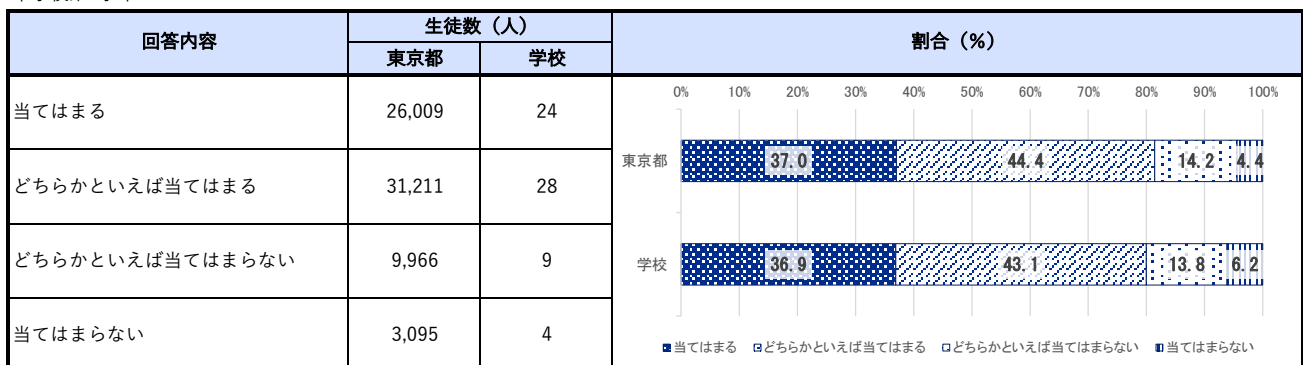 回答内容 生徒数（人） 割合（%）
東京都 学校
当てはまる 26,009 24
どちらかといえば当てはまる 31,211 28
どちらかといえば当てはまらない 9,966 9
当てはまらない 3,095 4
0% 10% 20% 30% 40% 50% 60% 70% 80% 90% 100%
東京都 37.0 44.4 14.2 4.4
学校 36.9 43.1 13.8 6.2
当てはまる どちらかといえば当てはまる どちらかといえば当てはまらない 当てはまらない